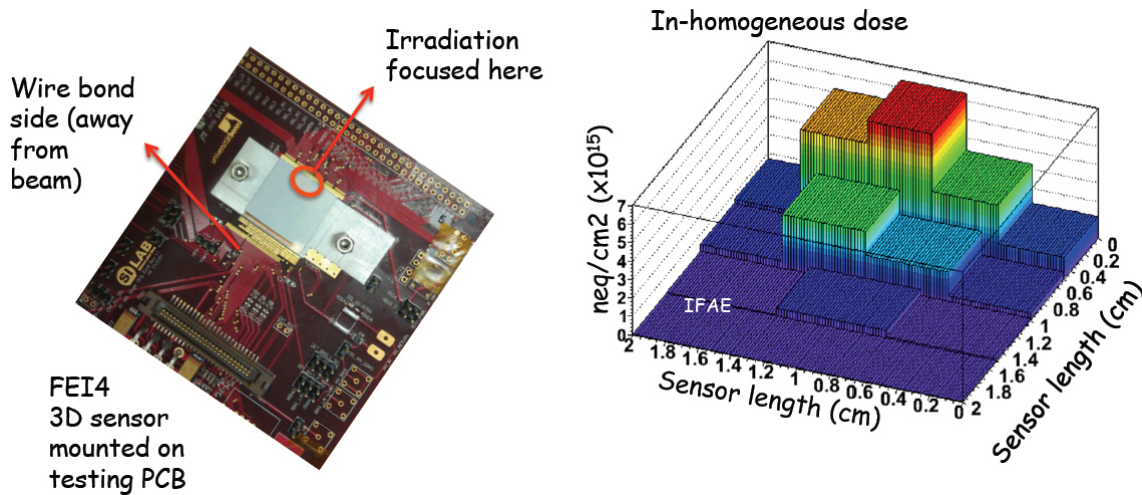 In-homogeneous dose
Irradiation
focused here
Wire bond
side (away
from
beam)
SILAB
FEI4
3D sensor
mounted on
testing PCB
neq/cm2 (x10¹⁵)
7
6
5
4
3
2
1
0
IFAE
2 1.8 1.6 1.4 1.2 1 0.8 0.6 0.4 0.2 0
Sensor length (cm)
0
0.2
0.4
0.6
0.8
1
1.2
1.4
1.6
1.8
2
Sensor length (cm)